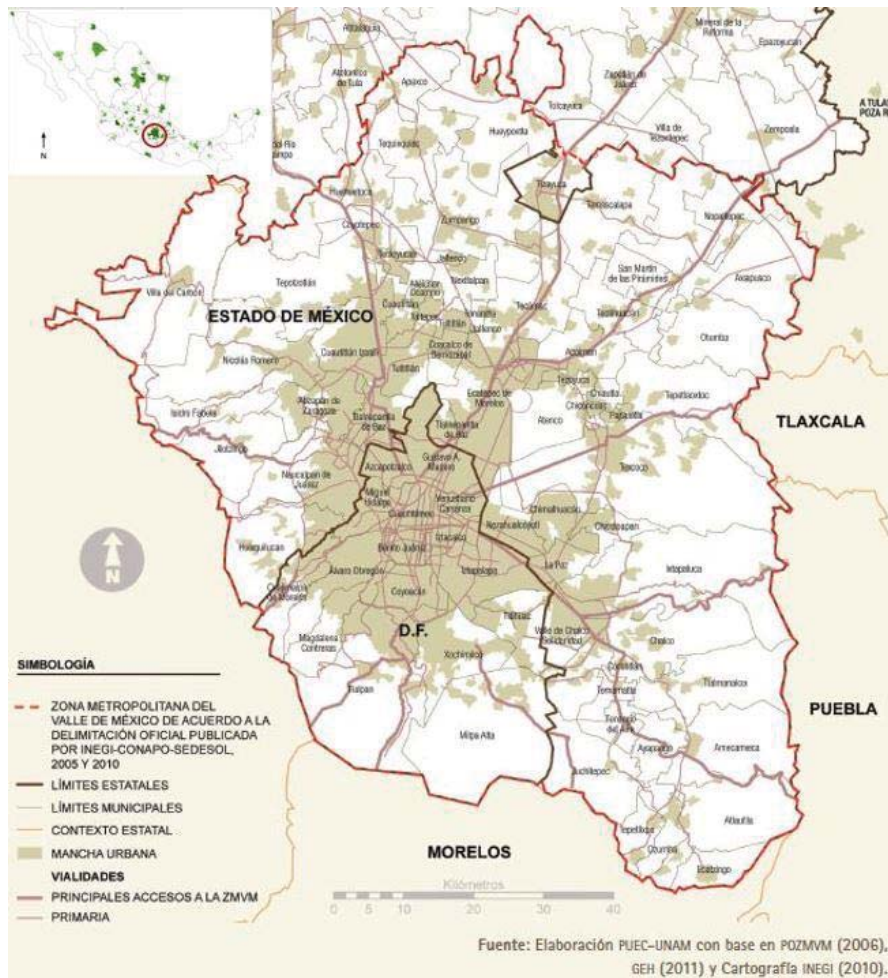 Mineral de la
Reforma
Epazoyucan
Atotonilco
de Tula
Apaxco
Zapotlán de
Juárez
Tolcayuca
A TULA
POZA R
Hueypoxtla
Villa de
Tezontepec
Zempoala
Tequixquiac
N
Tizayuca
Huehuetoca
Temascalapa
Nopaltepec
Coyotepec
Zumpango
Teoloyucan
Jaltenco
San Martín
de las Pirámides
Axapusco
Tepotzotlán
Melchor
Ocampo
Nextlalpan
Villa del Carbón
Cuautitlán
Tecámac
Teotihuacán
ESTADO DE MÉXICO
Tultepec
Tonanitla
Tultitlán
Jaltenco
Otumba
Coacalco de
Berriozábal
Cuautitlán Izcalli
Acolman
Nicolás Romero
Tultitlán
Tezoyuca
Ecatepec de
Morelos
Chiautla
Tepetlaoxtoc
Chiconcuac
Atizapán de
Zaragoza
Papalotla
Isidro Fabela
Tlalnepantla
de Baz
Tlalnepantla
de Baz
Atenco
TLAXCALA
Jilotzingo
Azcapotzalco
Gustavo A.
Madero
Texcoco
Naucalpan de
Juárez
Miguel
Hidalgo
Venustiano
Carranza
Cuauhtémoc
Chimalhuacán
Nezahualcóyotl
Chicoloapan
Iztacalco
Huixquilucan
Benito Juárez
La Paz
Ixtapaluca
Álvaro Obregón
Iztapalapa
Cuajimalpa
de Morelos
Coyoacán
Tláhuac
D.F.
Valle de Chalco
Solidaridad
Magdalena
Contreras
Xochimilco
Chalco
Cocotitlán
Tlalmanalco
Tlalpan
Temamatla
PUEBLA
Tenango
del Aire
Milpa Alta
Ayapango
Amecameca
Juchitepec
Atlautla
Tepetlixpa
Ozumba
Ecatzingo
MORELOS
SIMBOLOGÍA
ZONA METROPOLITANA DEL
VALLE DE MÉXICO DE ACUERDO A LA
DELIMITACIÓN OFICIAL PUBLICADA
POR INEGI-CONAPO-SEDESOL,
2005 Y 2010
LÍMITES ESTATALES
LÍMITES MUNICIPALES
CONTEXTO ESTATAL
MANCHA URBANA
VIALIDADES
PRINCIPALES ACCESOS A LA ZMVM
PRIMARIA
N
Kilómetros
0 5 10 20 30 40
Fuente: Elaboración PUEC-UNAM con base en POZMVM (2006),
GEH (2011) y Cartografía INEGI (2010).